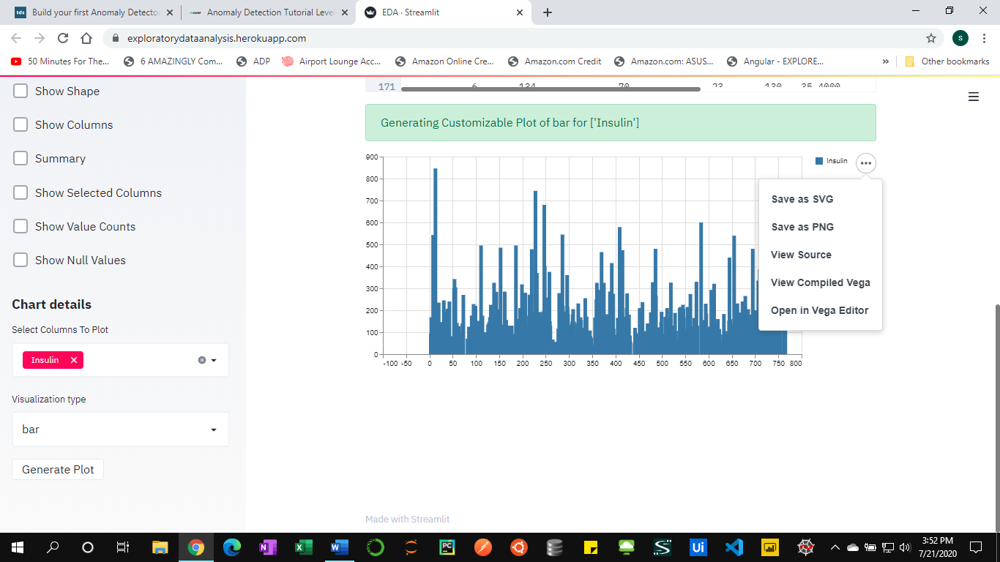 Build your first Anomaly Detector
Anomaly Detection Tutorial Level
EDA · Streamlit
exploratorydataanalysis.herokuapp.com
50 Minutes For The...
6 AMAZINGLY Com...
ADP
Airport Lounge Acc...
Amazon Online Cre...
Amazon.com Credit
Amazon.com: ASUS...
Angular - EXPLORE...
»
Other bookmarks
Show Shape
Show Columns
Summary
Show Selected Columns
Show Value Counts
Show Null Values
Chart details
Select Columns To Plot
Insulin
Visualization type
bar
Generate Plot
171 6 134 70 23 130 35.4000
Generating Customizable Plot of bar for ['Insulin']
900
800
700
600
500
400
300
200
100
0
-100 -50 0 50 100 150 200 250 300 350 400 450 500 550 600 650 700 750 800
Insulin
Save as SVG
Save as PNG
View Source
View Compiled Vega
Open in Vega Editor
Made with Streamlit
3:52 PM
7/21/2020